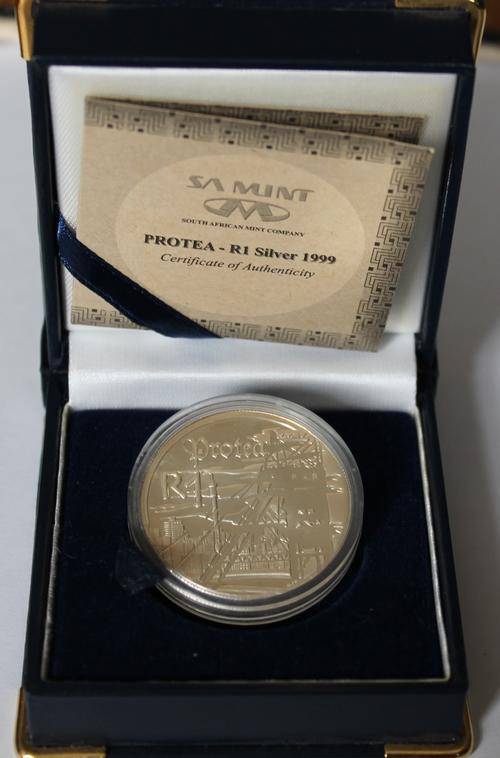 SA MINT
SOUTH AFRICAN MINT COMPANY
PROTEA - R1 Silver 1999
Certificate of Authenticity
Protea
R1